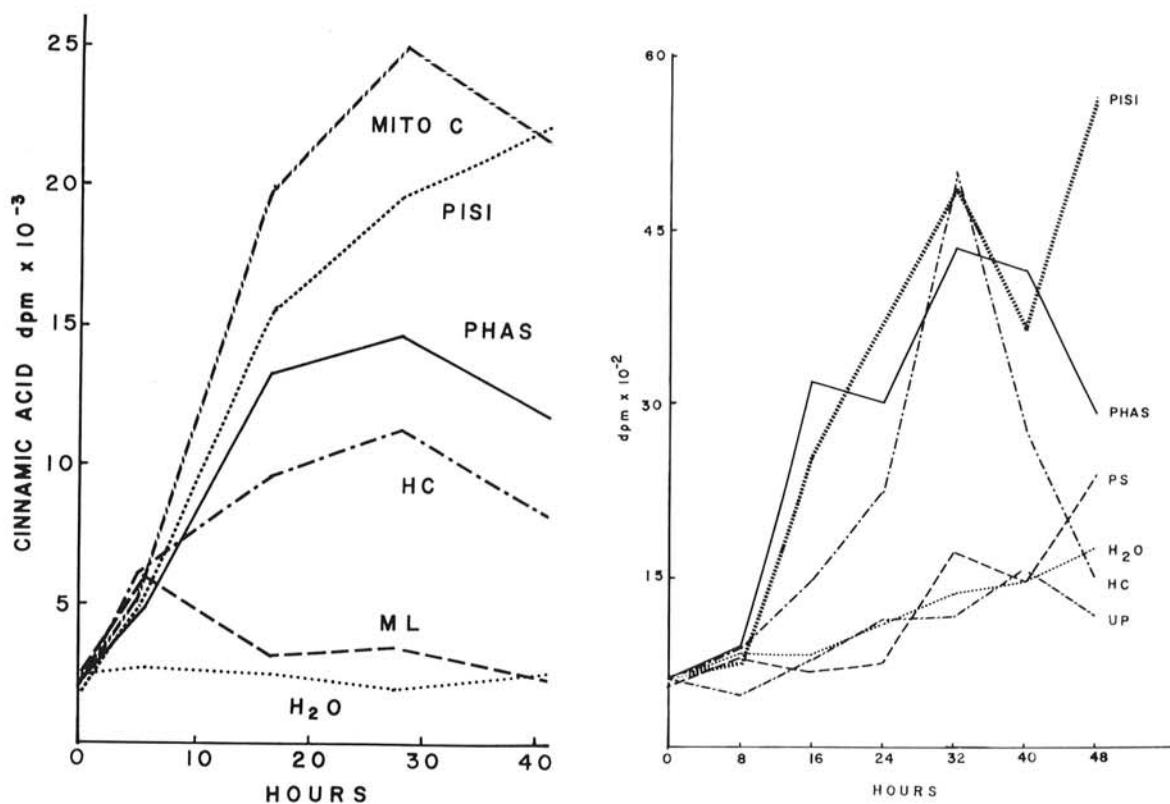 CINNAMIC ACID dpm x 10⁻³
25
20
15
10
5
0
10
20
30
40
HOURS
MITO C
PISI
PHAS
HC
ML
H₂O
dpm x 10⁻²
60
45
30
15
0
8
16
24
32
40
48
HOURS
PISI
PHAS
PS
H₂O
HC
UP